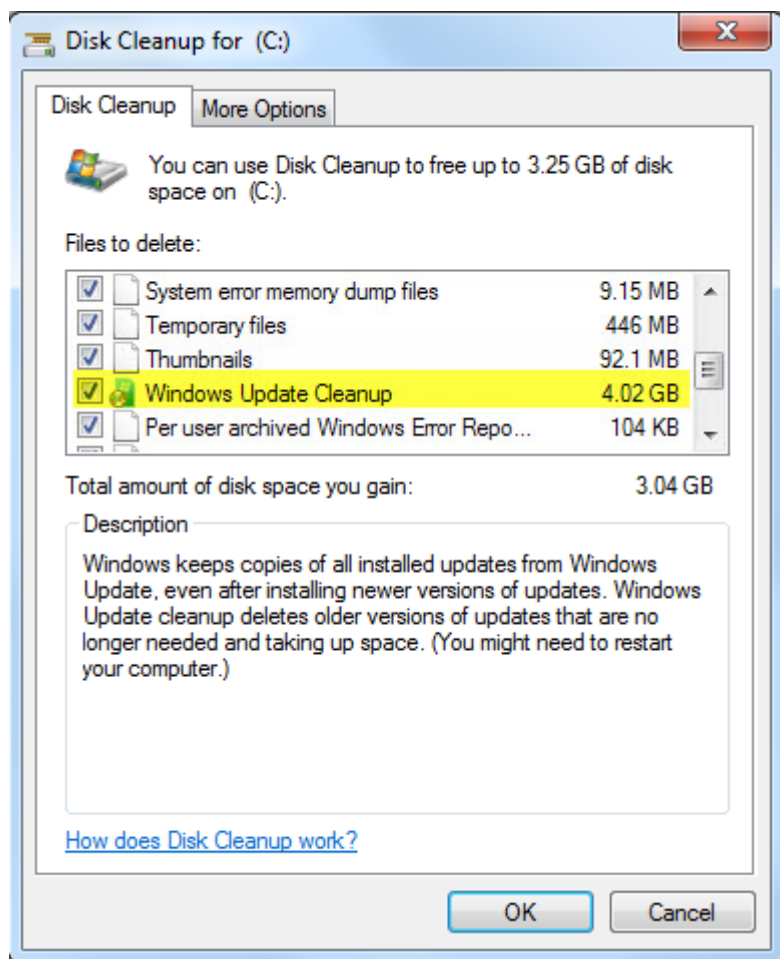 Disk Cleanup for (C:)
Disk Cleanup
More Options
You can use Disk Cleanup to free up to 3.25 GB of disk
space on (C:).
Files to delete:
System error memory dump files 9.15 MB
Temporary files 446 MB
Thumbnails 92.1 MB
Windows Update Cleanup 4.02 GB
Per user archived Windows Error Repo... 104 KB
Total amount of disk space you gain: 3.04 GB
Description
Windows keeps copies of all installed updates from Windows
Update, even after installing newer versions of updates. Windows
Update cleanup deletes older versions of updates that are no
longer needed and taking up space. (You might need to restart
your computer.)
How does Disk Cleanup work?
OK
Cancel